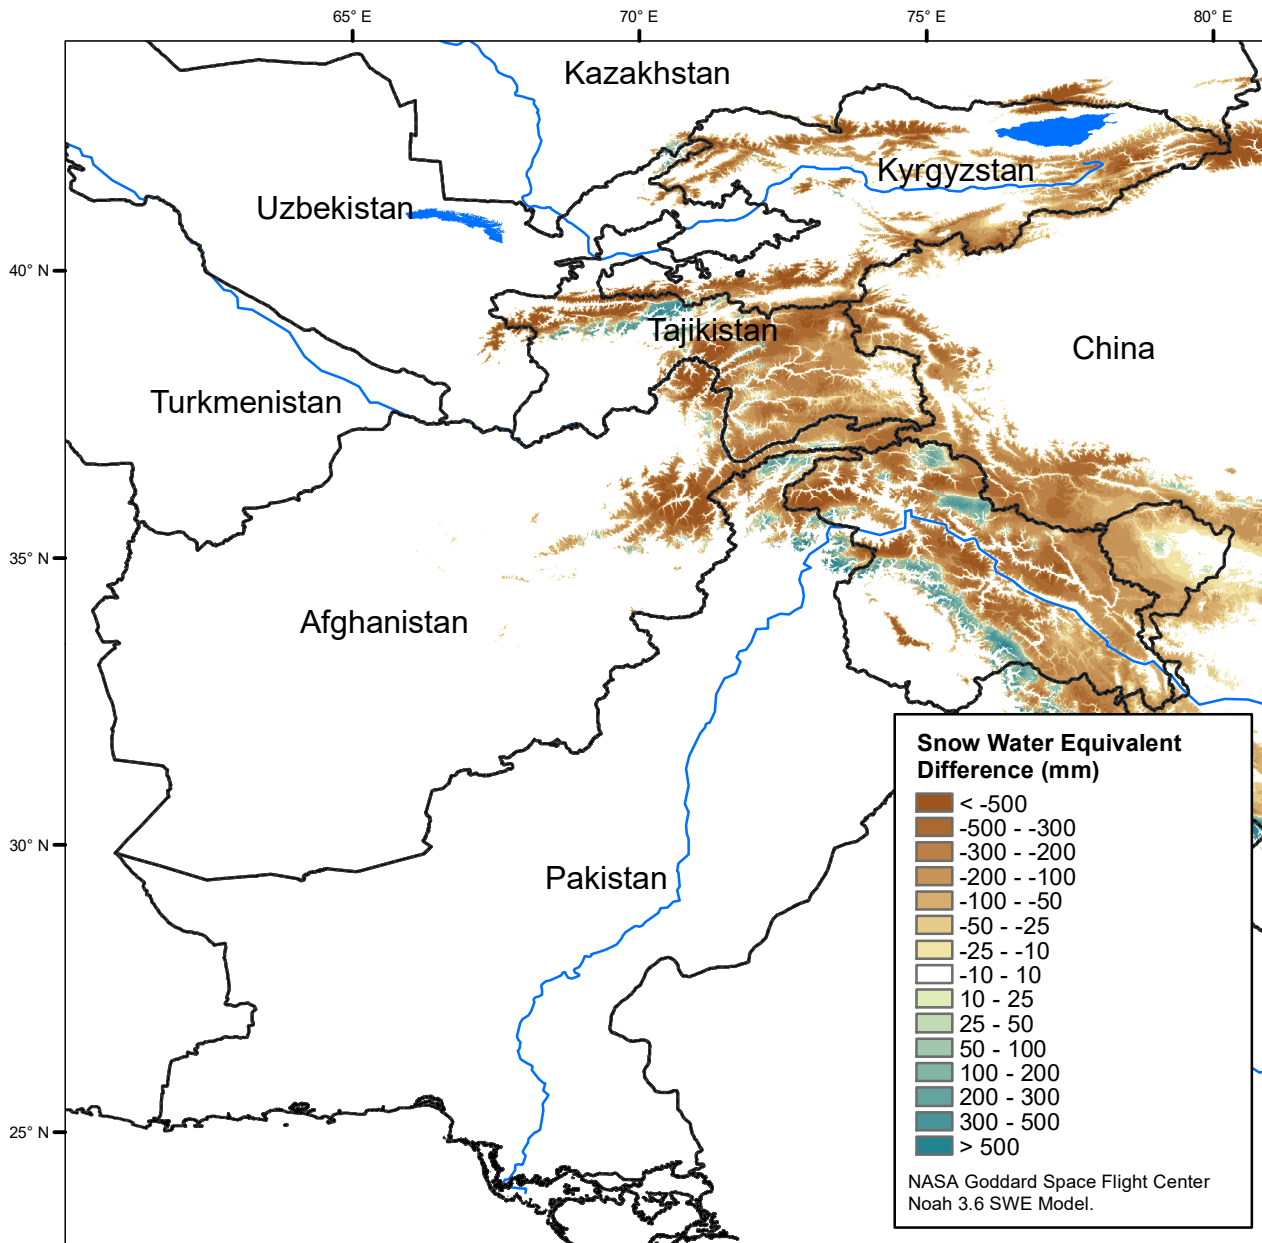 65° E
70° E
75° E
80° E
Kazakhstan
Kyrgyzstan
Uzbekistan
40° N
Tajikistan
China
Turkmenistan
35° N
Afghanistan
30° N
Pakistan
25° N
Snow Water Equivalent
Difference (mm)
< -500
-500 - -300
-300 - -200
-200 - -100
-100 - -50
-50 - -25
-25 - -10
-10 - 10
10 - 25
25 - 50
50 - 100
100 - 200
200 - 300
300 - 500
> 500
NASA Goddard Space Flight Center
Noah 3.6 SWE Model.